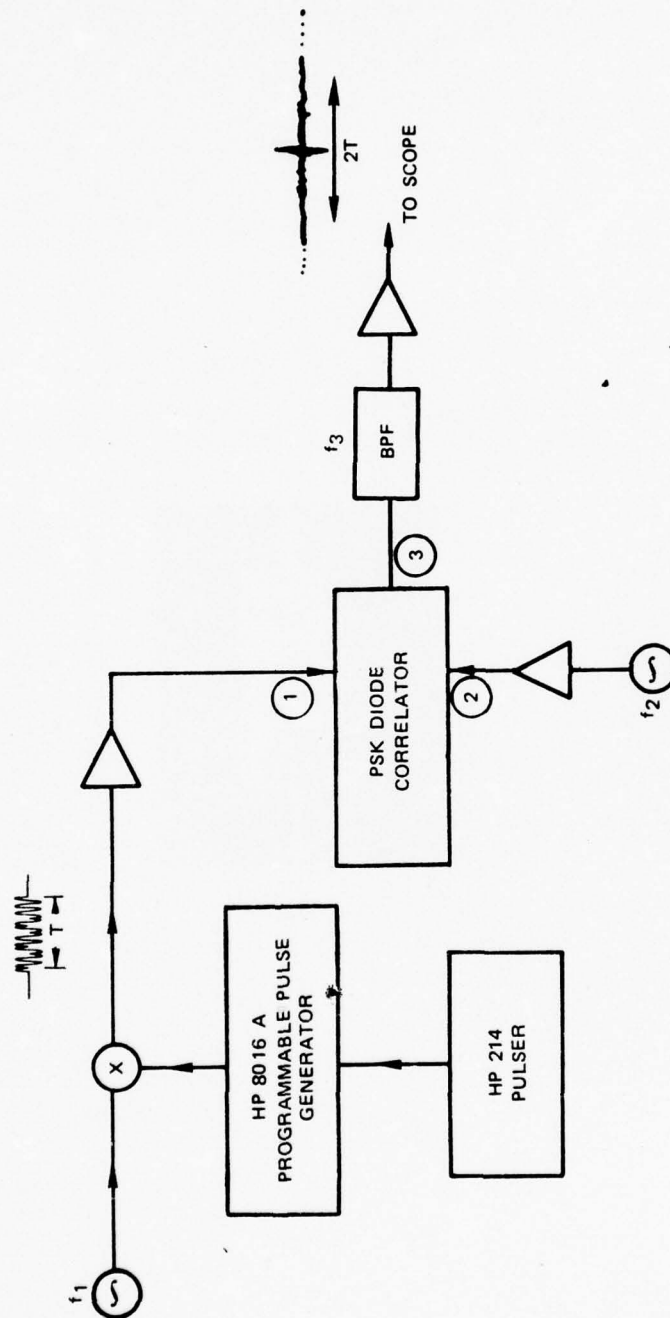 f1
X
T
HP 8016 A
PROGRAMMABLE PULSE
GENERATOR
HP 214
PULSER
1
PSK DIODE
CORRELATOR
2
f2
3
f3
BPF
TO SCOPE
2T